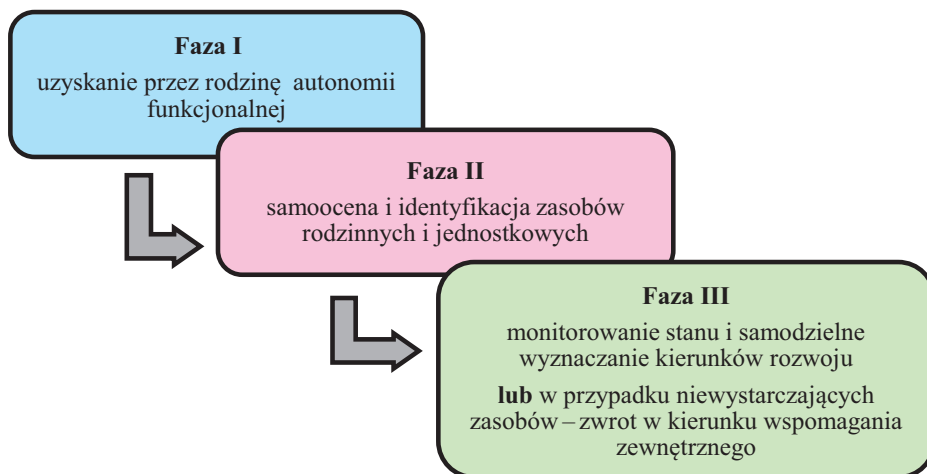 Faza I
uzyskanie przez rodzinę autonomii
funkcjonalnej
Faza II
samoocena i identyfikacja zasobów
rodzinnych i jednostkowych
Faza III
monitorowanie stanu i samodzielne
wyznaczanie kierunków rozwoju
lub w przypadku niewystarczających
zasobów – zwrot w kierunku wspomagania
zewnętrznego